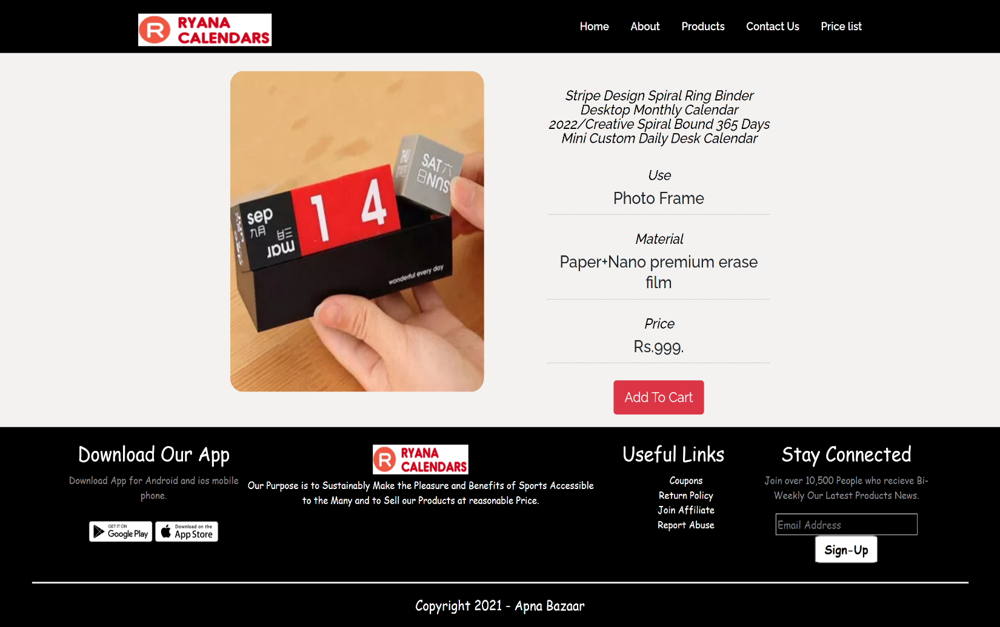 RYANA
CALENDARS
Home About Products Contact Us Price list
sep
九月
三月
mar
1 4
SAT 六
SUN 日
wonderful every day
Stripe Design Spiral Ring Binder
Desktop Monthly Calendar
2022/Creative Spiral Bound 365 Days
Mini Custom Daily Desk Calendar
Use
Photo Frame
Material
Paper+Nano premium erase
film
Price
Rs.999.
Add To Cart
Download Our App
Download App for Android and ios mobile
phone.
GET IT ON
Google Play
Download on the
App Store
RYANA
CALENDARS
Our Purpose is to Sustainably Make the Pleasure and Benefits of Sports Accessible
to the Many and to Sell our Products at reasonable Price.
Useful Links
Coupons
Return Policy
Join Affiliate
Report Abuse
Stay Connected
Join over 10,500 People who recieve Bi-
Weekly Our Latest Products News.
Email Address
Sign-Up
Copyright 2021 - Apna Bazaar